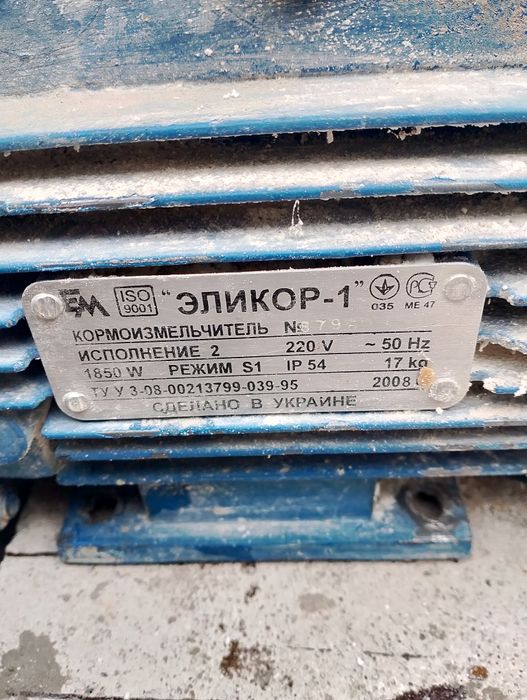 ISO 9001 "ЭЛИКОР-1" 035 МЕ 47
КОРМОИЗМЕЛЬЧИТЕЛЬ №
ИСПОЛНЕНИЕ 2 220 V ~ 50 Hz
1850 W РЕЖИМ S1 IP 54 17 kg
ТУ У 3-08-00213799-039-95 2008
СДЕЛАНО В УКРАИНЕ